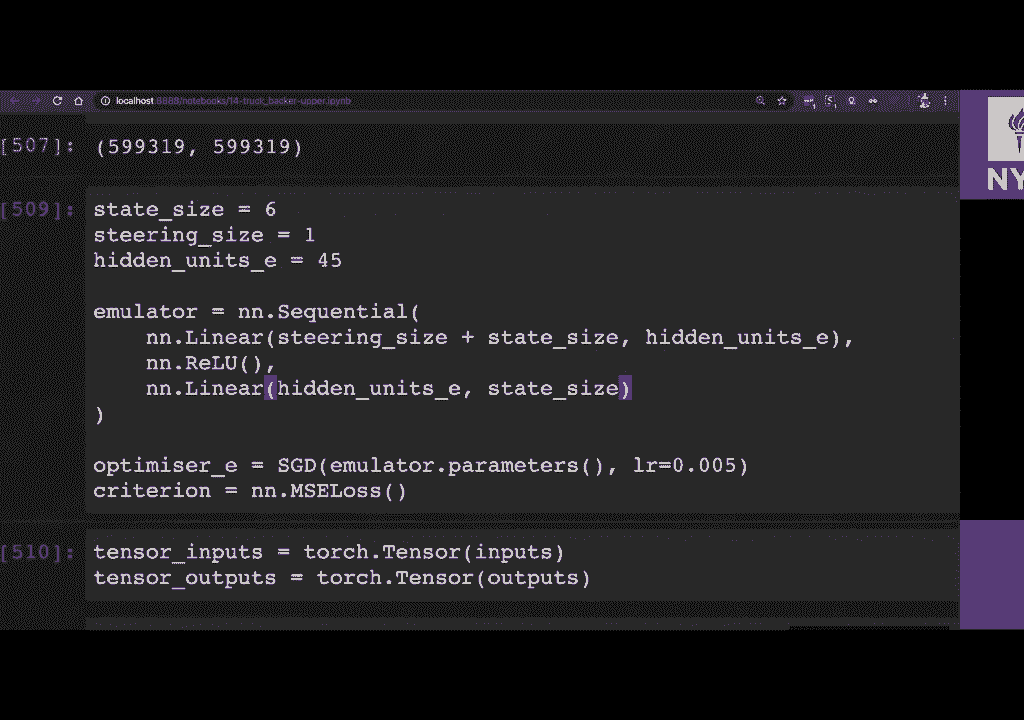 localhost:8889/notebooks/14-truck_backer-upper.ipynb
[507]: (599319, 599319)
[509]: state_size = 6
steering_size = 1
hidden_units_e = 45
emulator = nn.Sequential(
nn.Linear(steering_size + state_size, hidden_units_e),
nn.ReLU(),
nn.Linear(hidden_units_e, state_size)
)
optimiser_e = SGD(emulator.parameters(), lr=0.005)
criterion = nn.MSELoss()
[510]: tensor_inputs = torch.Tensor(inputs)
tensor_outputs = torch.Tensor(outputs)
NY